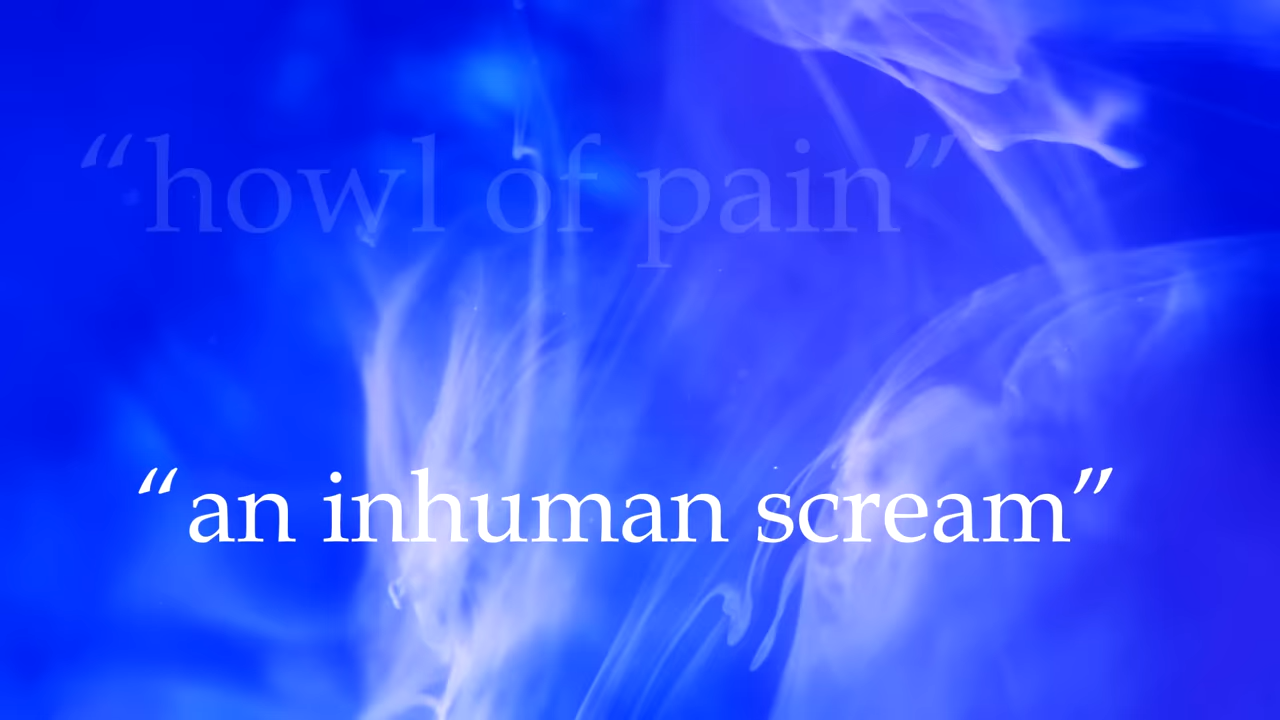 “howl of pain”
“an inhuman scream”